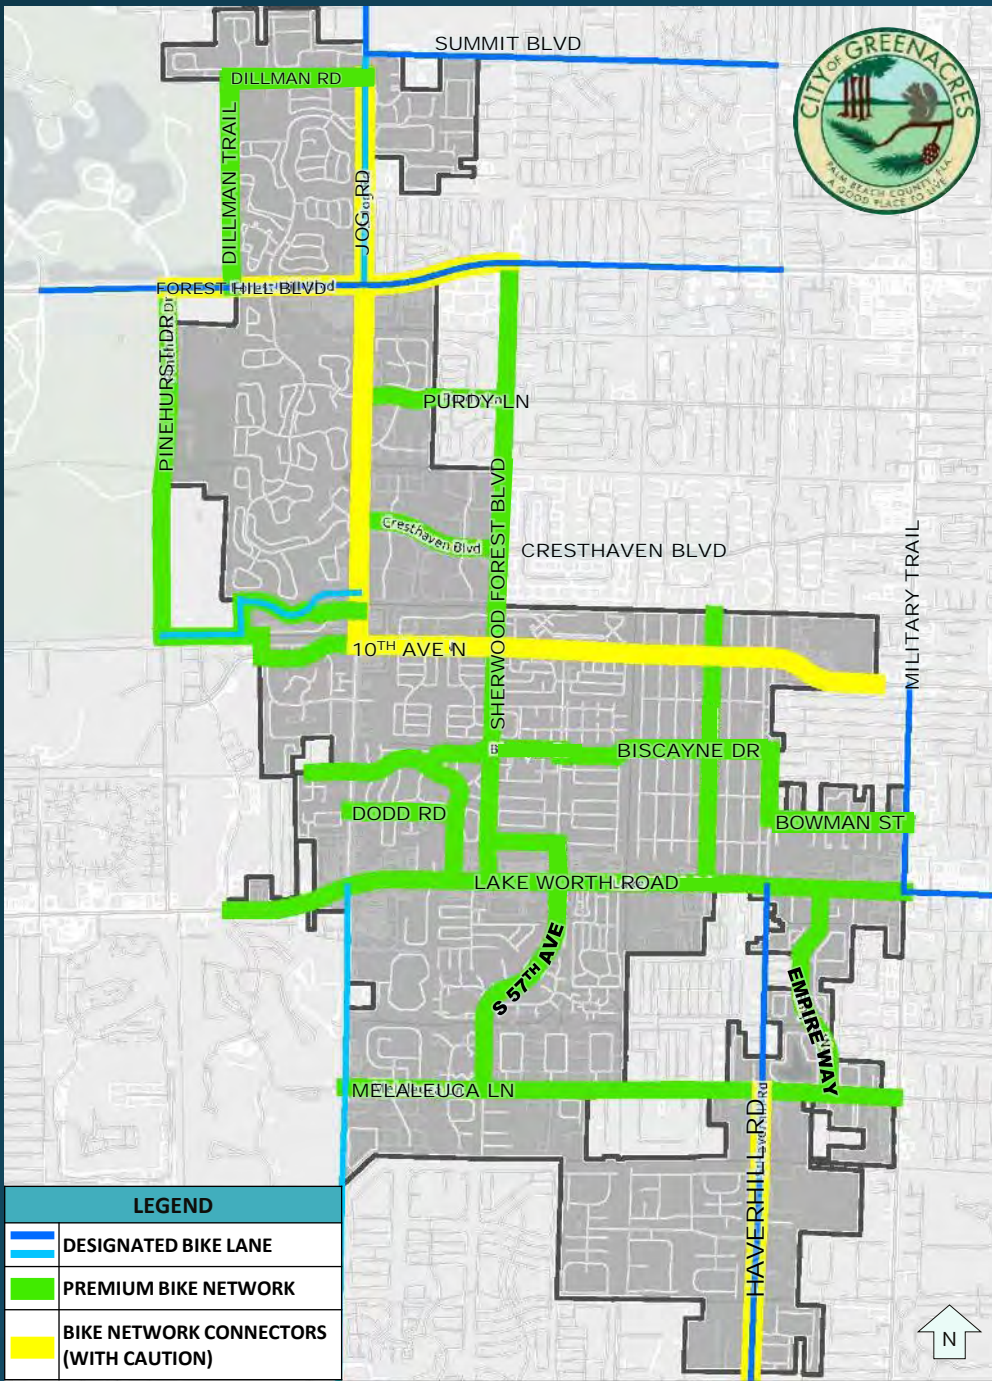 SUMMIT BLVD
CITY OF GREENACRES
PALM BEACH COUNTY, FLA.
A GOOD PLACE TO LIVE
DILLMAN RD
DILLMAN TRAIL
JOG RD
FOREST HILL BLVD
PINEHURST DR
PURDY LN
SHERWOOD FOREST BLVD
Cresthaven Blvd
CRESTHAVEN BLVD
MILITARY TRAIL
10TH AVE N
B
BISCAYNE DR
DODD RD
BOWMAN ST
LAKE WORTH ROAD
S 57TH AVE
EMPIRE WAY
MELALEUCA LN
HAVERHILL RD
LEGEND
DESIGNATED BIKE LANE
PREMIUM BIKE NETWORK
BIKE NETWORK CONNECTORS
(WITH CAUTION)
N